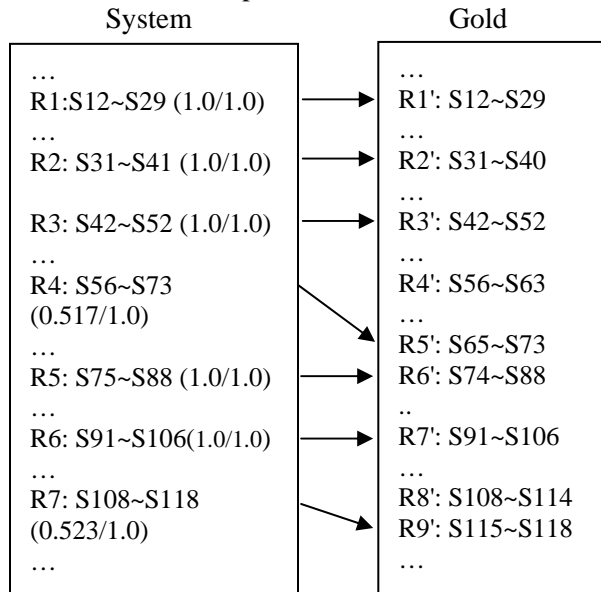 System
Gold
…
R1:S12~S29 (1.0/1.0)
…
R2: S31~S41 (1.0/1.0)
R3: S42~S52 (1.0/1.0)
…
R4: S56~S73
(0.517/1.0)
…
R5: S75~S88 (1.0/1.0)
…
R6: S91~S106(1.0/1.0)
…
R7: S108~S118
(0.523/1.0)
…
…
R1': S12~S29
…
R2': S31~S40
…
R3': S42~S52
…
R4': S56~S63
…
R5': S65~S73
R6': S74~S88
..
R7': S91~S106
…
R8': S108~S114
R9': S115~S118
…